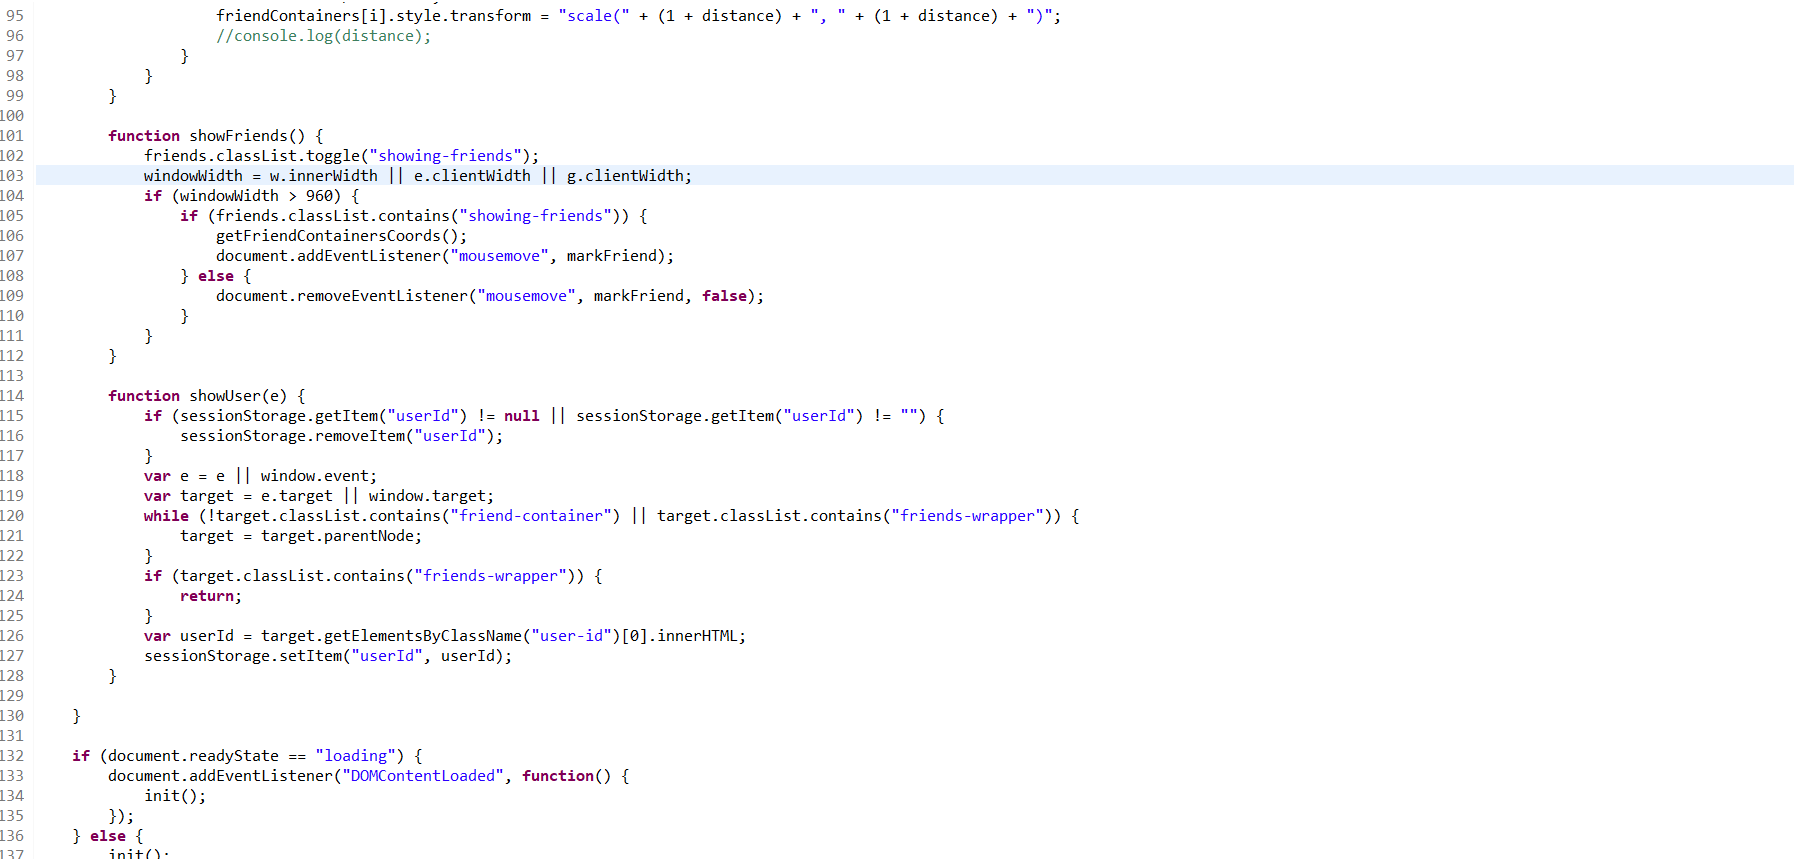 95 friendContainers[i].style.transform = "scale(" + (1 + distance) + ", " + (1 + distance) + ")";
96 //console.log(distance);
97 }
98 }
99 }
100
101 function showFriends() {
102 friends.classList.toggle("showing-friends");
103 windowWidth = w.innerWidth || e.clientWidth || g.clientWidth;
104 if (windowWidth > 960) {
105 if (friends.classList.contains("showing-friends")) {
106 getFriendContainersCoords();
107 document.addEventListener("mousemove", markFriend);
108 } else {
109 document.removeEventListener("mousemove", markFriend, false);
110 }
111 }
112 }
113
114 function showUser(e) {
115 if (sessionStorage.getItem("userId") != null || sessionStorage.getItem("userId") != "") {
116 sessionStorage.removeItem("userId");
117 }
118 var e = e || window.event;
119 var target = e.target || window.target;
120 while (!target.classList.contains("friend-container") || target.classList.contains("friends-wrapper")) {
121 target = target.parentNode;
122 }
123 if (target.classList.contains("friends-wrapper")) {
124 return;
125 }
126 var userId = target.getElementsByClassName("user-id")[0].innerHTML;
127 sessionStorage.setItem("userId", userId);
128 }
129
130 }
131
132 if (document.readyState == "loading") {
133 document.addEventListener("DOMContentLoaded", function() {
134 init();
135 });
136 } else {
137 init();